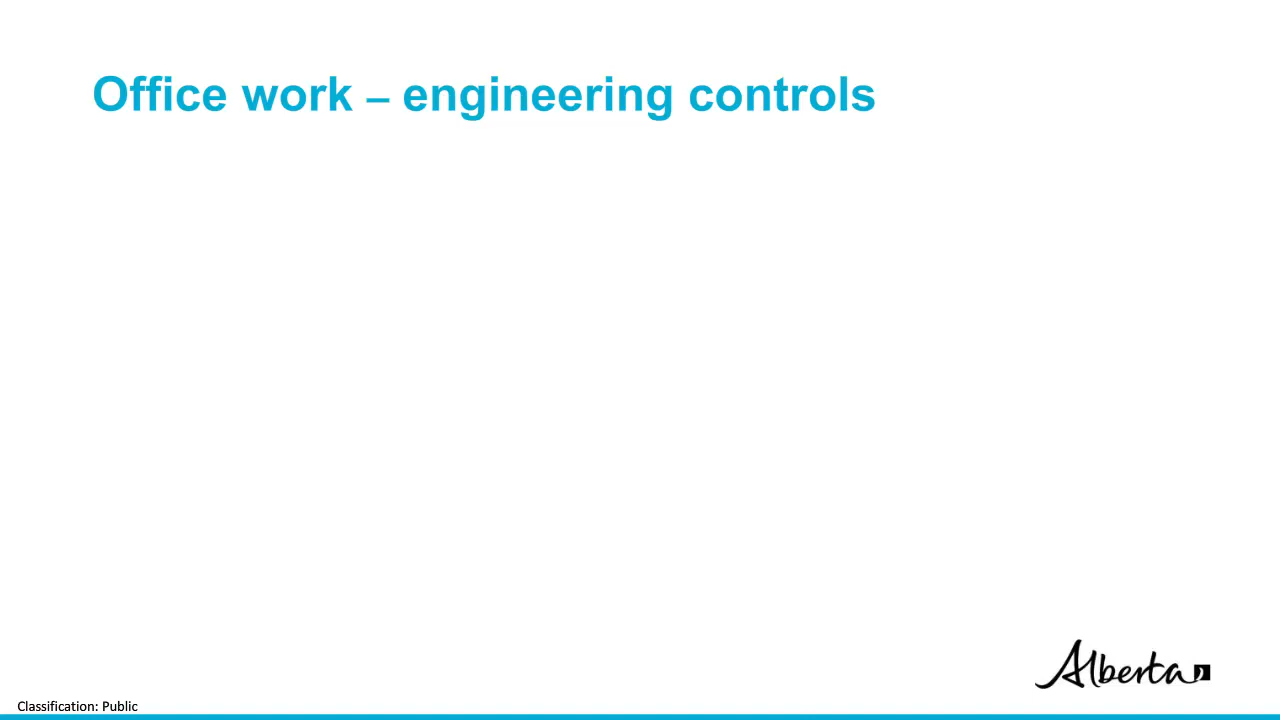 Office work – engineering controls
Alberta
Classification: Public